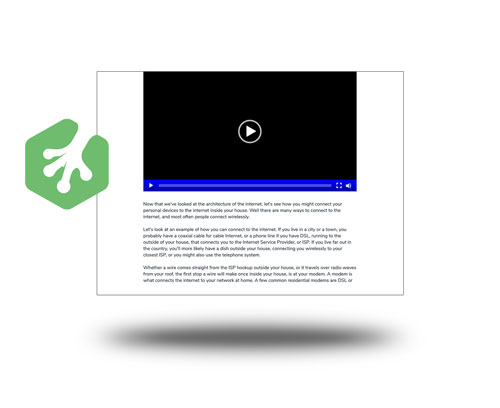 Now that we've looked at the architecture of the internet, let's see how you might connect your
personal devices to the internet inside your house. Well there are many ways to connect to the
internet, and most often people connect wirelessly.
Let's look at an example of how you can connect to the internet. If you live in a city or a town, you
probably have a coaxial cable for cable Internet, or a phone line if you have DSL, running to the
outside of your house, that connects you to the Internet Service Provider, or ISP. If you live far out in
the country, you'll more likely have a dish outside your house, connecting you wirelessly to your
closest ISP, or you might also use the telephone system.
Whether a wire comes straight from the ISP hookup outside your house, or it travels over radio waves
from your roof, the first stop a wire will make once inside your house, is at your modem. A modem is
what connects the internet to your network at home. A few common residential modems are DSL or